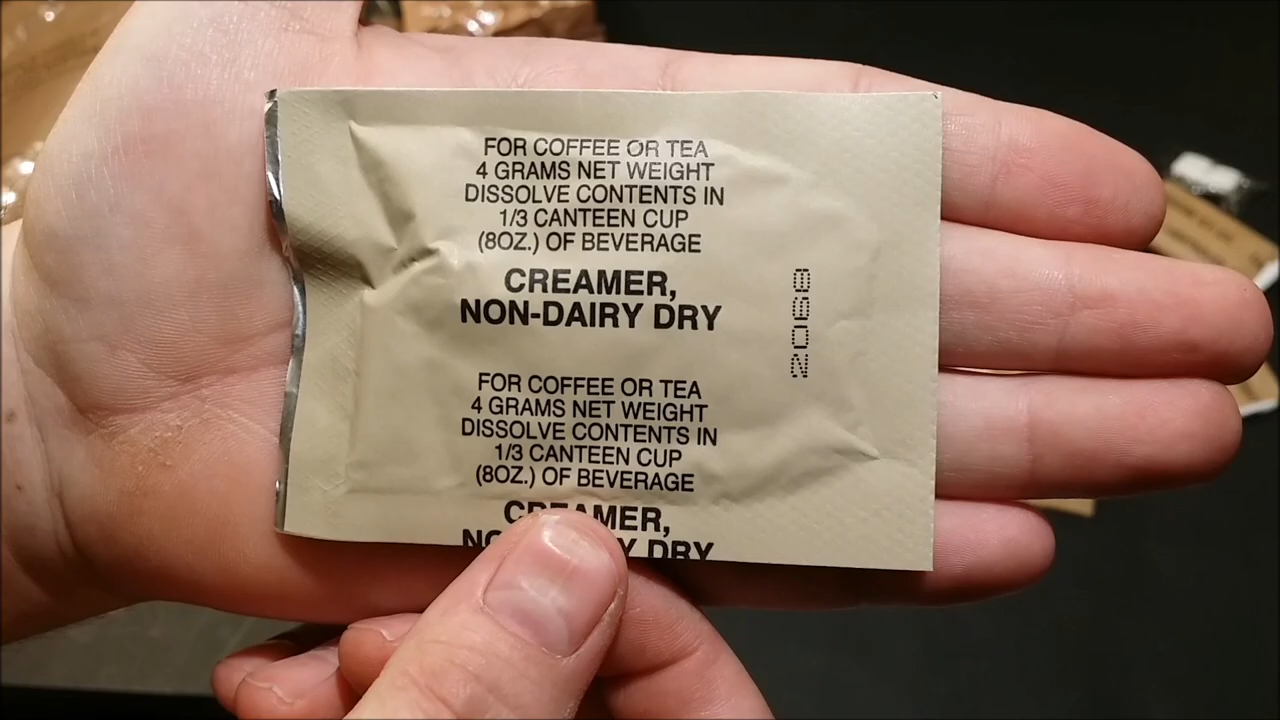 FOR COFFEE OR TEA
4 GRAMS NET WEIGHT
DISSOLVE CONTENTS IN
1/3 CANTEEN CUP
(8OZ.) OF BEVERAGE
CREAMER,
NON-DAIRY DRY
2068
FOR COFFEE OR TEA
4 GRAMS NET WEIGHT
DISSOLVE CONTENTS IN
1/3 CANTEEN CUP
(8OZ.) OF BEVERAGE
CREAMER,
DRY